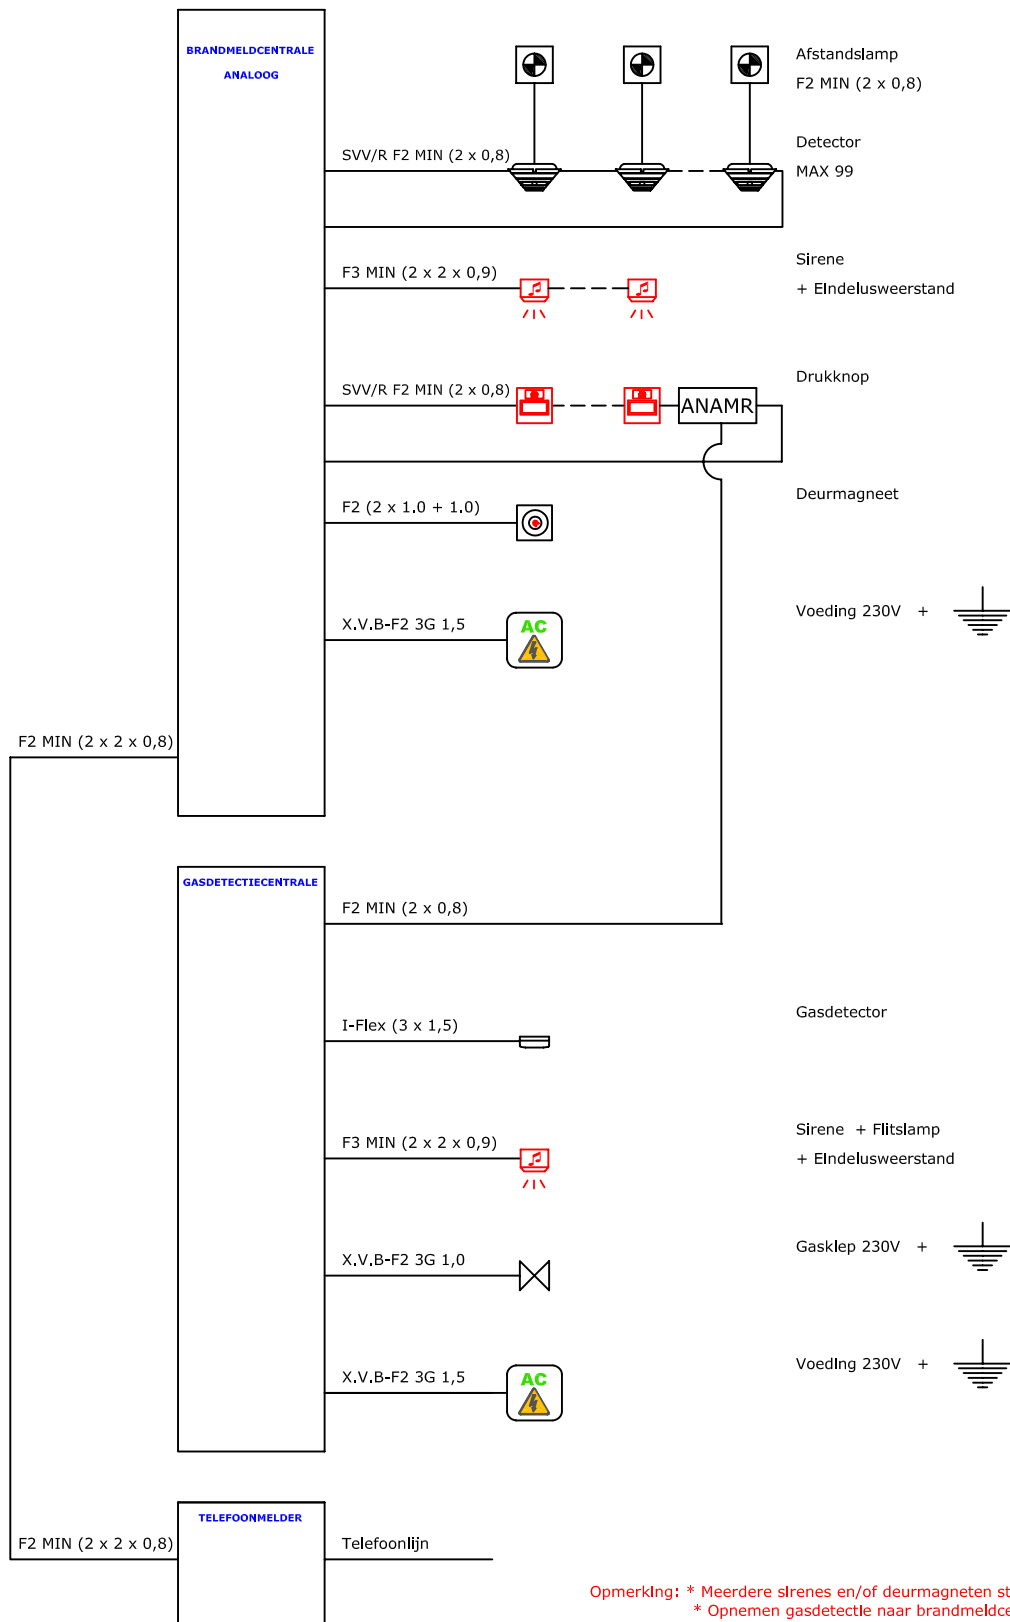 BRANDMELDCENTRALE
ANALOOG
Afstandslamp
F2 MIN (2 x 0,8)
SVV/R F2 MIN (2 x 0,8)
Detector
MAX 99
F3 MIN (2 x 2 x 0,9)
Sirene
+ EIndelusweerstand
SVV/R F2 MIN (2 x 0,8)
ANAMR
Drukknop
F2 (2 x 1.0 + 1.0)
Deurmagneet
X.V.B-F2 3G 1,5
AC
Voeding 230V +
F2 MIN (2 x 2 x 0,8)
GASDETECTIECENTRALE
F2 MIN (2 x 0,8)
I-Flex (3 x 1,5)
Gasdetector
F3 MIN (2 x 2 x 0,9)
Sirene + Flitslamp
+ EIndelusweerstand
X.V.B-F2 3G 1,0
Gasklep 230V +
X.V.B-F2 3G 1,5
AC
Voeding 230V +
TELEFOONMELDER
F2 MIN (2 x 2 x 0,8)
Telefoonlijn
Opmerking: * Meerdere sirenes en/of deurmagneten st
* Opnemen gasdetectie naar brandmeldce